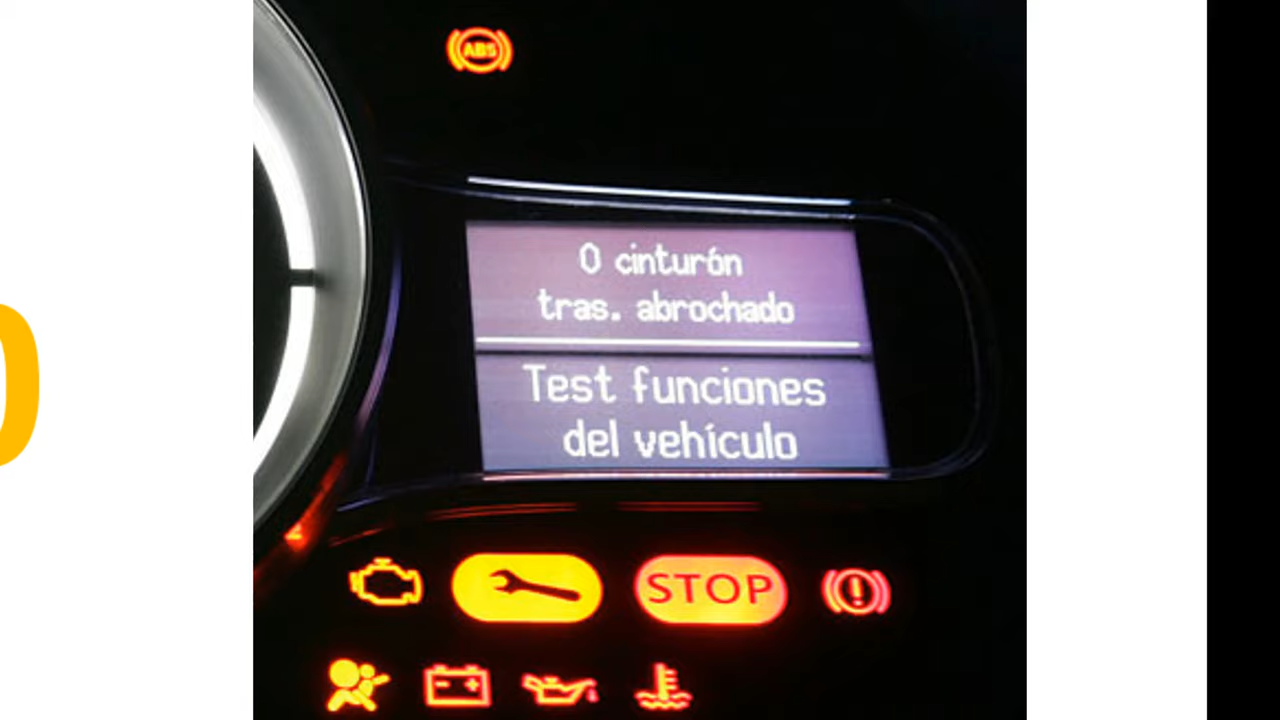 ABS
0 cinturón
tras. abrochado
Test funciones
del vehículo
STOP